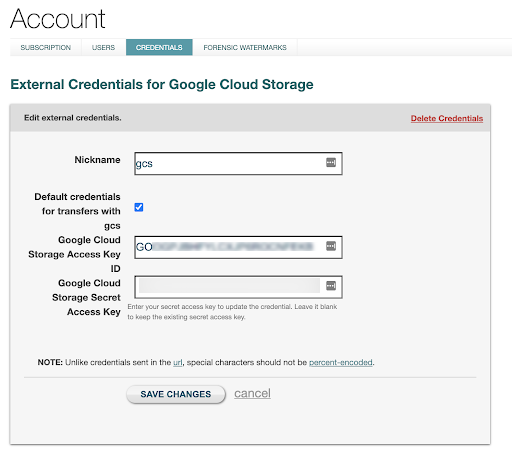 Account
SUBSCRIPTION USERS CREDENTIALS FORENSIC WATERMARKS
External Credentials for Google Cloud Storage
Edit external credentials. Delete Credentials
Nickname gcs
Default credentials
for transfers with
gcs
Google Cloud GO
Storage Access Key
ID
Google Cloud
Storage Secret
Access Key
Enter your secret access key to update the credential. Leave it blank
to keep the existing secret access key.
NOTE: Unlike credentials sent in the url, special characters should not be percent-encoded.
SAVE CHANGES cancel